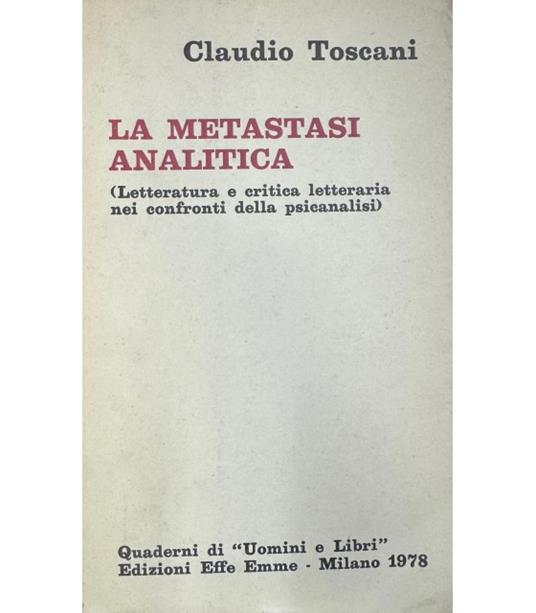 Claudio Toscani
LA METASTASI
ANALITICA
(Letteratura e critica letteraria
nei confronti della psicanalisi)
Quaderni di "Uomini e Libri"
Edizioni Effe Emme - Milano 1978